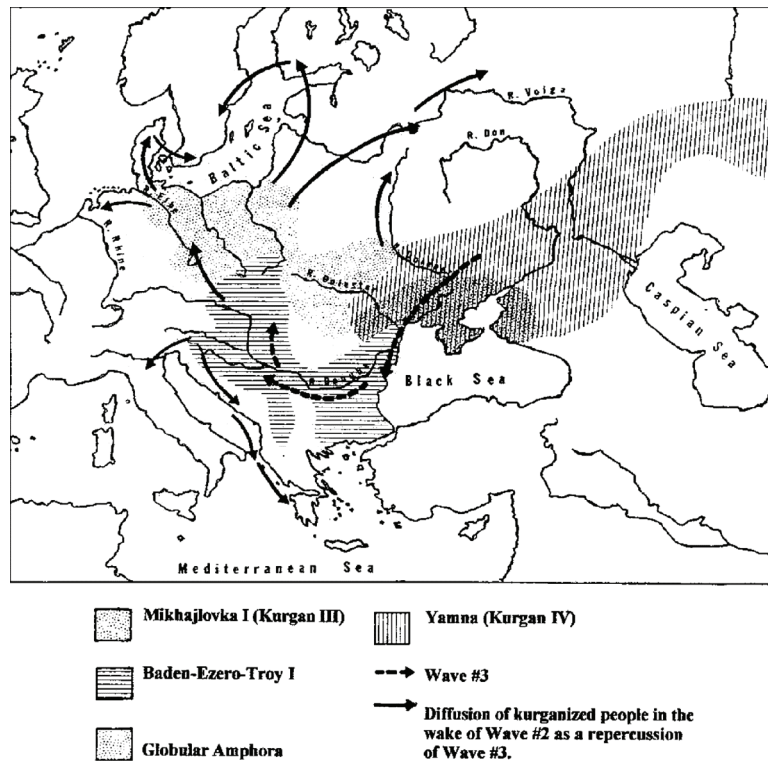 R. Volga
R. Don
Baltic Sea
R. Elbe
R. Rhine
R. Dniester
Caspian Sea
R. Danube
Black Sea
Mediterranean Sea
Mikhajlovka I (Kurgan III)
Yamna (Kurgan IV)
Baden-Ezero-Troy I
Wave #3
Diffusion of kurganized people in the
wake of Wave #2 as a repercussion
of Wave #3.
Globular Amphora